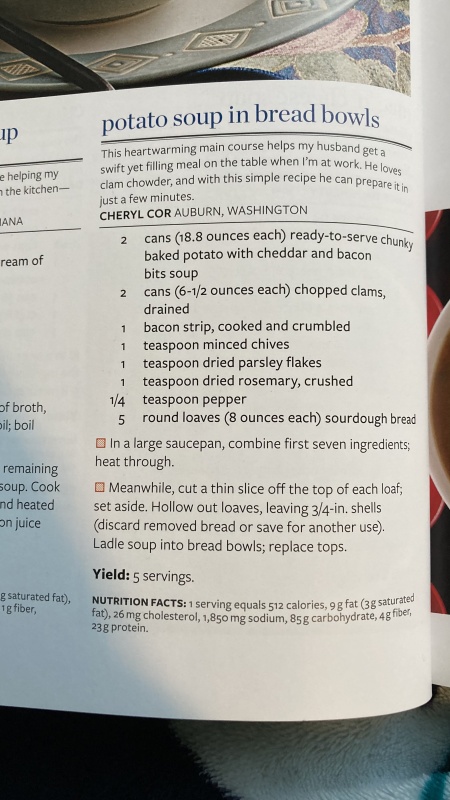 up
e helping my
n the kitchen—
IANA
ream of
of broth,
oil; boil
remaining
soup. Cook
nd heated
on juice
g saturated fat),
1 g fiber,
potato soup in bread bowls
This heartwarming main course helps my husband get a
swift yet filling meal on the table when I'm at work. He loves
clam chowder, and with this simple recipe he can prepare it in
just a few minutes.
CHERYL COR AUBURN, WASHINGTON
2 cans (18.8 ounces each) ready-to-serve chunky
baked potato with cheddar and bacon
bits soup
2 cans (6-1/2 ounces each) chopped clams,
drained
1 bacon strip, cooked and crumbled
1 teaspoon minced chives
1 teaspoon dried parsley flakes
1 teaspoon dried rosemary, crushed
1/4 teaspoon pepper
5 round loaves (8 ounces each) sourdough bread
In a large saucepan, combine first seven ingredients;
heat through.
Meanwhile, cut a thin slice off the top of each loaf;
set aside. Hollow out loaves, leaving 3/4-in. shells
(discard removed bread or save for another use).
Ladle soup into bread bowls; replace tops.
Yield: 5 servings.
NUTRITION FACTS: 1 serving equals 512 calories, 9 g fat (3 g saturated
fat), 26 mg cholesterol, 1,850 mg sodium, 85 g carbohydrate, 4 g fiber,
23 g protein.